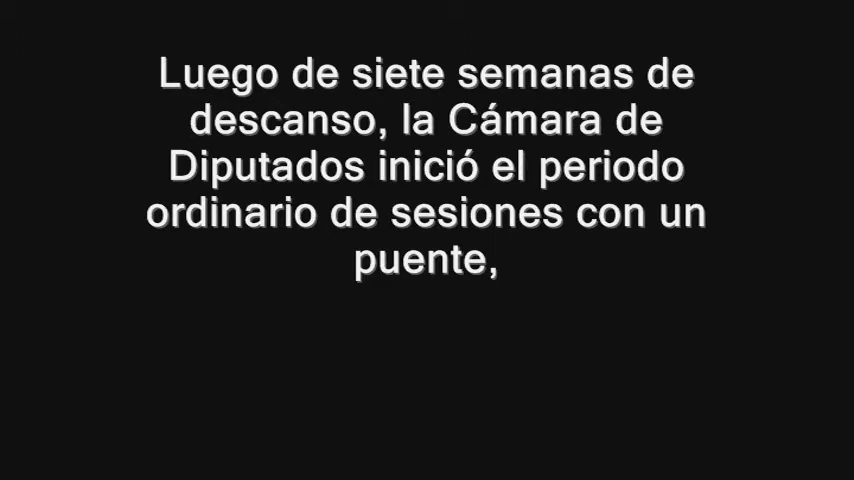 Luego de siete semanas de
descanso, la Cámara de
Diputados inició el periodo
ordinario de sesiones con un
puente,